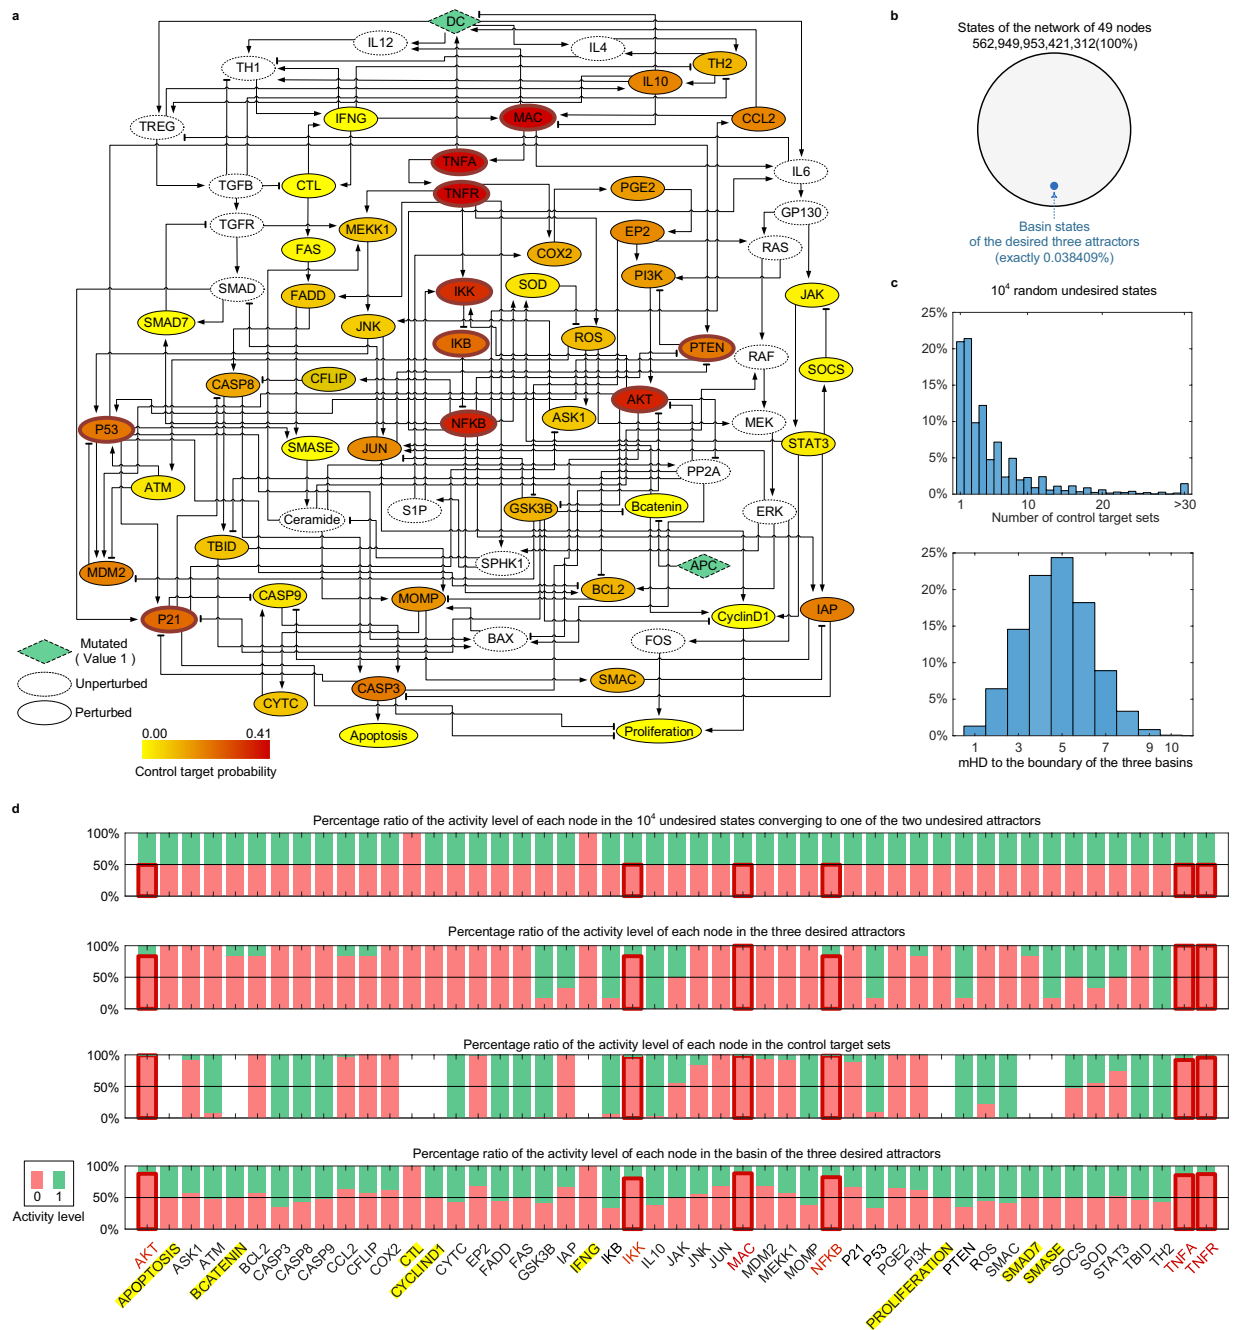 a
DC
IL12
IL4
TH1
TH2
IL10
TREG
IFNG
MAC
CCL2
TNFA
IL6
TGFB
CTL
TNFR
PGE2
GP130
TGFR
MEKK1
EP2
RAS
FAS
COX2
PI3K
SMAD
FADD
IKK
SOD
JAK
SMAD7
JNK
IKB
ROS
PTEN
RAF
SOCS
CASP8
CFLIP
AKT
P53
NFKB
ASK1
MEK
STAT3
SMASE
JUN
PP2A
ATM
Ceramide
S1P
GSK3B
Bcatenin
ERK
TBID
SPHK1
APC
MDM2
CASP9
MOMP
BCL2
IAP
P21
CyclinD1
BAX
FOS
Mutated
( Value 1 )
Unperturbed
Perturbed
CASP3
SMAC
CYTC
Apoptosis
Proliferation
0.00
0.41
Control target probability
b
States of the network of 49 nodes
562,949,953,421,312(100%)
Basin states
of the desired three attractors
(exactly 0.038409%)
c
10⁴ random undesired states
25%
20%
15%
10%
5%
0%
1
10
20
>30
Number of control target sets
25%
20%
15%
10%
5%
0%
1
3
5
7
9
10
mHD to the boundary of the three basins
d
Percentage ratio of the activity level of each node in the 10⁴ undesired states converging to one of the two undesired attractors
100%
50%
0%
Percentage ratio of the activity level of each node in the three desired attractors
100%
50%
0%
Percentage ratio of the activity level of each node in the control target sets
100%
50%
0%
Percentage ratio of the activity level of each node in the basin of the three desired attractors
100%
50%
0%
0
1
Activity level
AKT
APOPTOSIS
ASK1
ATM
BCATENIN
BCL2
CASP3
CASP8
CASP9
CCL2
CFLIP
COX2
CTL
CYCLIND1
CYTC
EP2
FADD
FAS
GSK3B
IAP
IFNG
IKB
IKK
IL10
JAK
JNK
JUN
MAC
MDM2
MEKK1
MOMP
NFKB
P21
P53
PGE2
PI3K
PROLIFERATION
PTEN
ROS
SMAC
SMAD7
SMASE
SOCS
SOD
STAT3
TBID
TH2
TNFA
TNFR